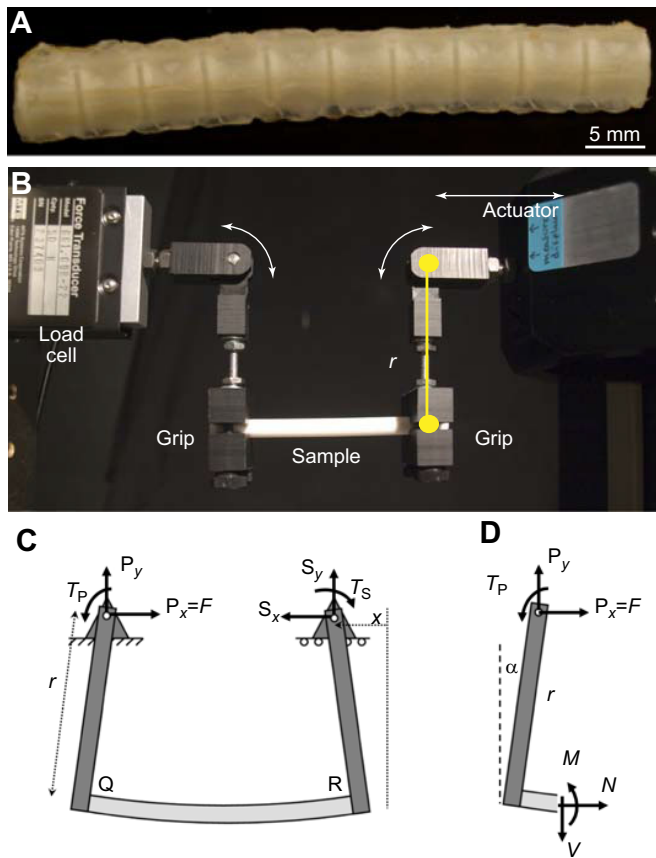 A
5 mm
B
Actuator
Force Transducer
Load
cell
r
Grip
Sample
Grip
C
D
Py
TP
Px=F
Sy
TS
Sx
x
r
Q
R
Py
TP
Px=F
α
r
M
N
V